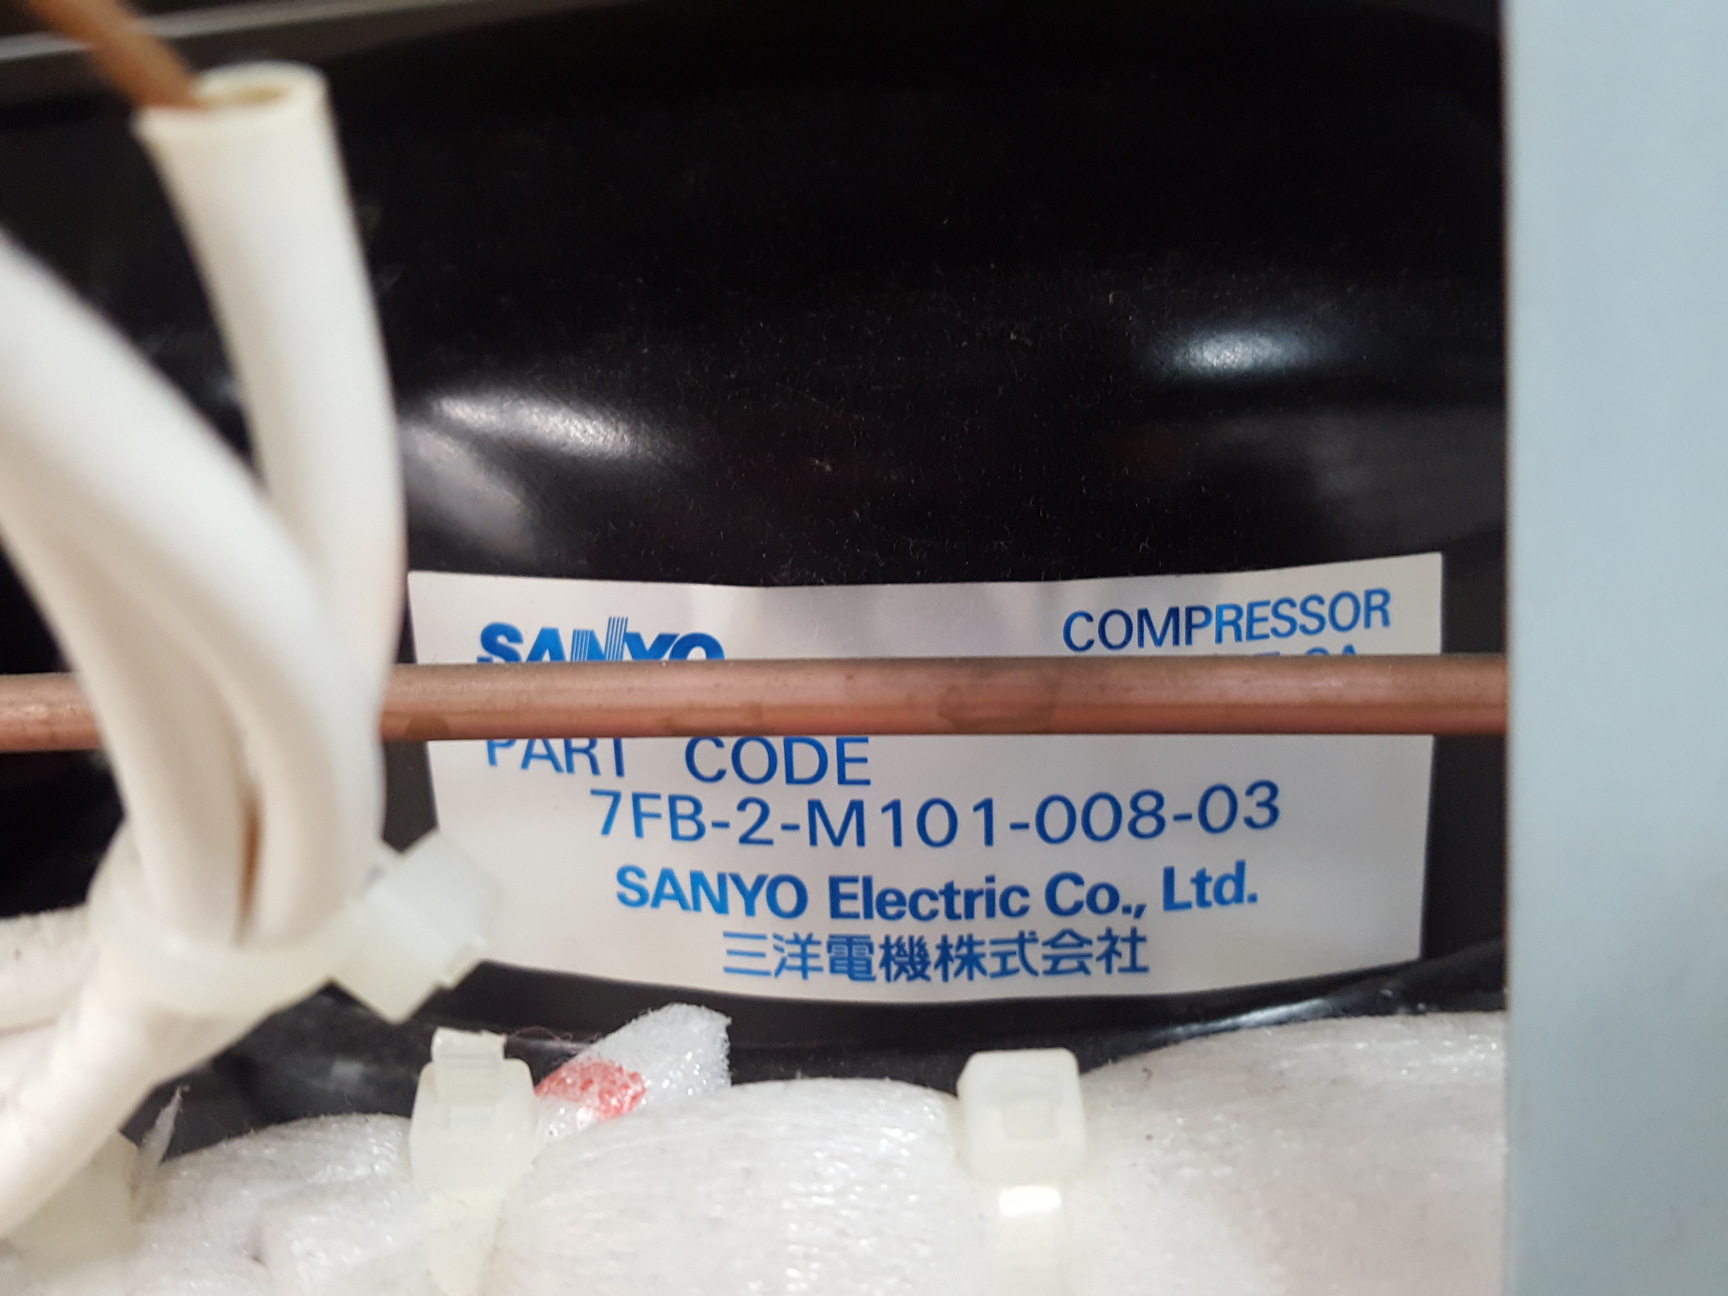 SANYO
COMPRESSOR
PART CODE
7FB-2-M101-008-03
SANYO Electric Co., Ltd.
三洋電機株式会社